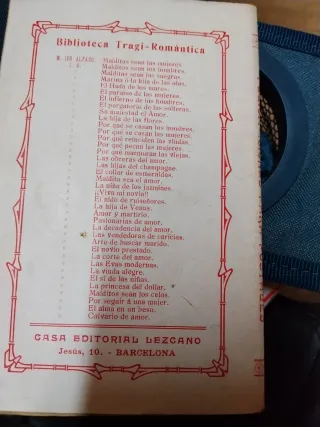 Biblioteca Tragi-Romántica
Malditos sean los mujeres.
Malditos sean los hombres.
Malditas sean las suegras.
Marina ó la hija de las olas.
El Hada de los mares.
El paraíso de las mujeres.
El infierno de los hombres.
El purgatorio de las solteras.
Su majestad el Amor.
La hija de las flores.
Por qué se casan los hombres.
Por qué se casan las mujeres.
Por qué reinciden las viudas.
Por qué pecan las mujeres.
Por qué murmuran las viejas.
Las obreras del amor.
Las hijas del champagne.
El collar de esmeraldas.
Maldito sea el amor.
La niña de los jazmines.
¡Viva mi novio!!
El nido de ruiseñores.
La hija de Venus.
Amor y martirio.
Pasionarias de amor.
La decadencia del amor.
Las vendedoras de caricias.
Arte de buscar marido.
El novio prestado.
La corte del amor.
Las Evas modernas.
La viuda alegre.
El sí de las niñas.
La princesa del dollar.
Malditos sean los celos.
Por seguir á una mujer.
El alma en un beso.
Calvario de amor.
CASA EDITORIAL LEZCANO
Jesús, 10. - BARCELONA